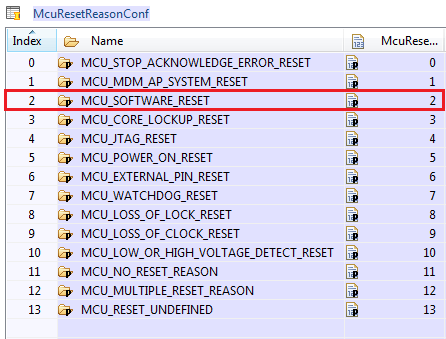 McuResetReasonConf
Index Name McuRese...
0 MCU_STOP_ACKNOWLEDGE_ERROR_RESET 0
1 MCU_MDM_AP_SYSTEM_RESET 1
2 MCU_SOFTWARE_RESET 2
3 MCU_CORE_LOCKUP_RESET 3
4 MCU_JTAG_RESET 4
5 MCU_POWER_ON_RESET 5
6 MCU_EXTERNAL_PIN_RESET 6
7 MCU_WATCHDOG_RESET 7
8 MCU_LOSS_OF_LOCK_RESET 8
9 MCU_LOSS_OF_CLOCK_RESET 9
10 MCU_LOW_OR_HIGH_VOLTAGE_DETECT_RESET 10
11 MCU_NO_RESET_REASON 11
12 MCU_MULTIPLE_RESET_REASON 12
13 MCU_RESET_UNDEFINED 13